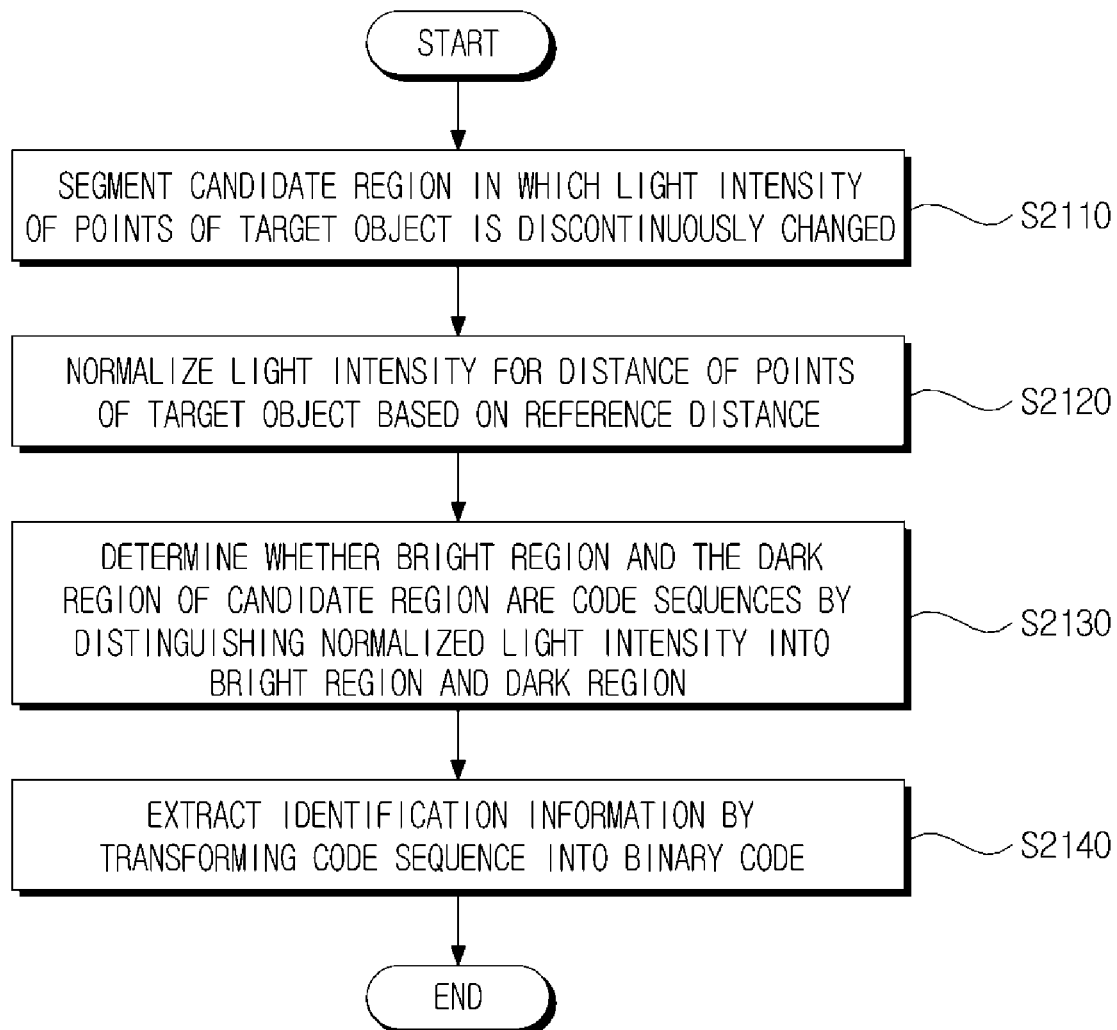 START
SEGMENT CANDIDATE REGION IN WHICH LIGHT INTENSITY
OF POINTS OF TARGET OBJECT IS DISCONTINUOUSLY CHANGED
S2110
NORMALIZE LIGHT INTENSITY FOR DISTANCE OF POINTS
OF TARGET OBJECT BASED ON REFERENCE DISTANCE
S2120
DETERMINE WHETHER BRIGHT REGION AND THE DARK
REGION OF CANDIDATE REGION ARE CODE SEQUENCES BY
DISTINGUISHING NORMALIZED LIGHT INTENSITY INTO
BRIGHT REGION AND DARK REGION
S2130
EXTRACT IDENTIFICATION INFORMATION BY
TRANSFORMING CODE SEQUENCE INTO BINARY CODE
S2140
END